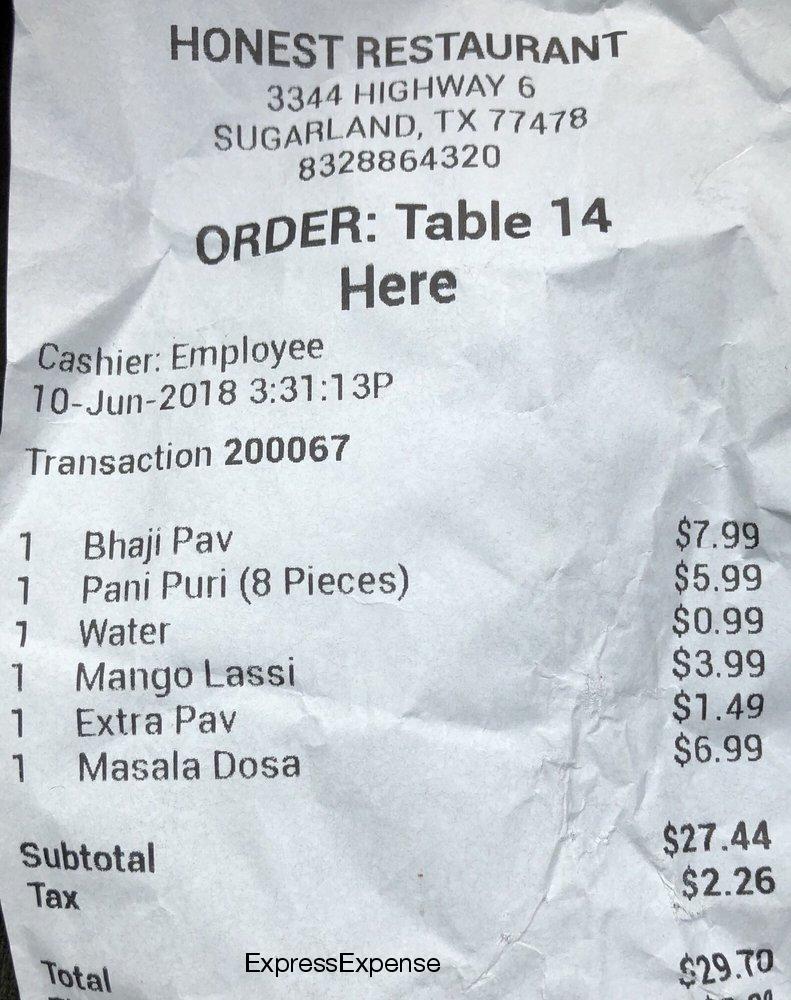 HONEST RESTAURANT
3344 HIGHWAY 6
SUGARLAND, TX 77478
8328864320
ORDER: Table 14
Here
Cashier: Employee
10-Jun-2018 3:31:13P
Transaction 200067
1 Bhaji Pav $7.99
1 Pani Puri (8 Pieces) $5.99
1 Water $0.99
1 Mango Lassi $3.99
1 Extra Pav $1.49
1 Masala Dosa $6.99
Subtotal $27.44
Tax $2.26
Total $29.70
ExpressExpense